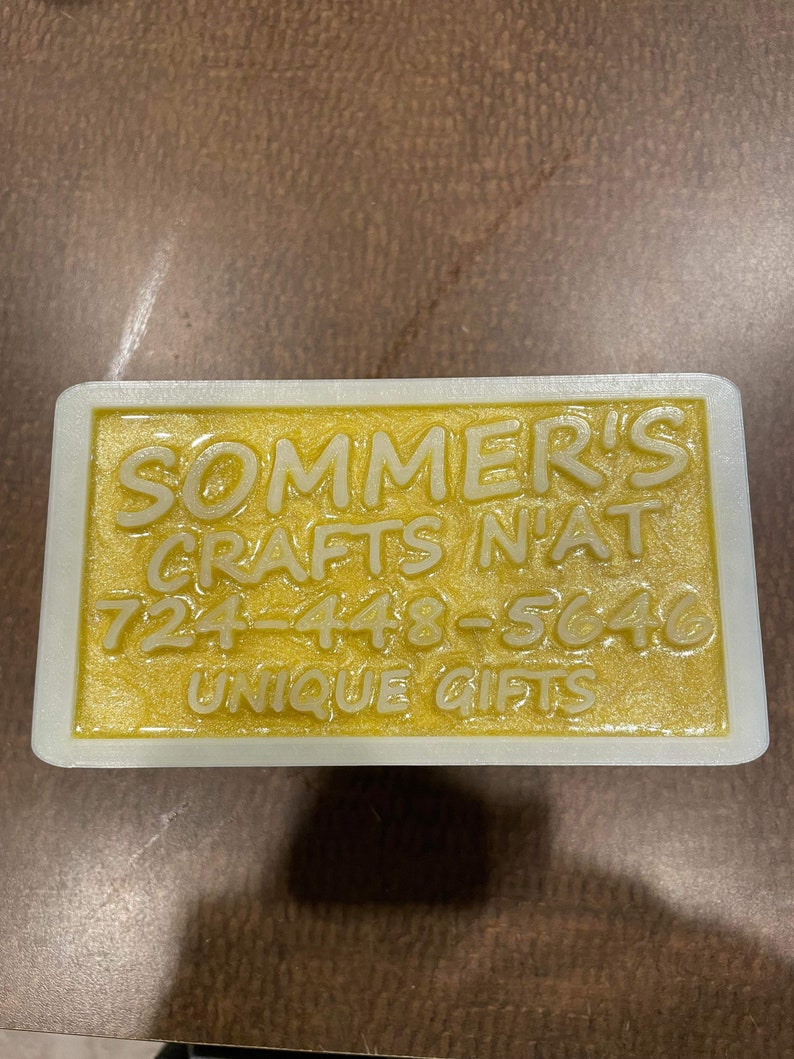 SOMMER'S
CRAFTS N'AT
724-448-5646
UNIQUE GIFTS